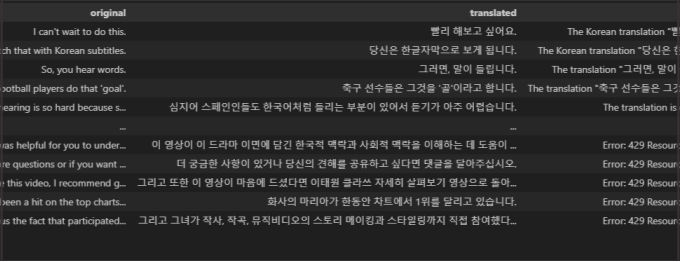 original translated
I can't wait to do this. 빨리 해보고 싶어요. The Korean translation "빨
ch that with Korean subtitles. 당신은 한글자막으로 보게 됩니다. The Korean translation "당신은 한
So, you hear words. 그러면, 말이 들립니다. The translation "그러면, 말이
ootball players do that 'goal'. 축구 선수들은 그것을 '골'이라고 합니다. The translation "축구 선수들은 그것
earing is so hard because s... 심지어 스페인인들도 한국어처럼 들리는 부분이 있어서 듣기가 아주 어렵습니다. The translation is
... ...
was helpful for you to under... 이 영상이 이 드라마 이면에 담긴 한국적 맥락과 사회적 맥락을 이해하는 데 도움이 ... Error: 429 Resour
re questions or if you want ... 더 궁금한 사항이 있거나 당신의 견해를 공유하고 싶다면 댓글을 달아주십시오. Error: 429 Resour
e this video, I recommend g... 그리고 또한 이 영상이 마음에 드셨다면 이태원 클라쓰 자세히 살펴보기 영상으로 돌아... Error: 429 Resour
been a hit on the top charts... 화사의 마리아가 한동안 차트에서 1위를 달리고 있습니다. Error: 429 Resour
us the fact that participated... 그리고 그녀가 작사, 작곡, 뮤직비디오의 스토리 메이킹과 스타일링까지 직접 참여했다... Error: 429 Resour